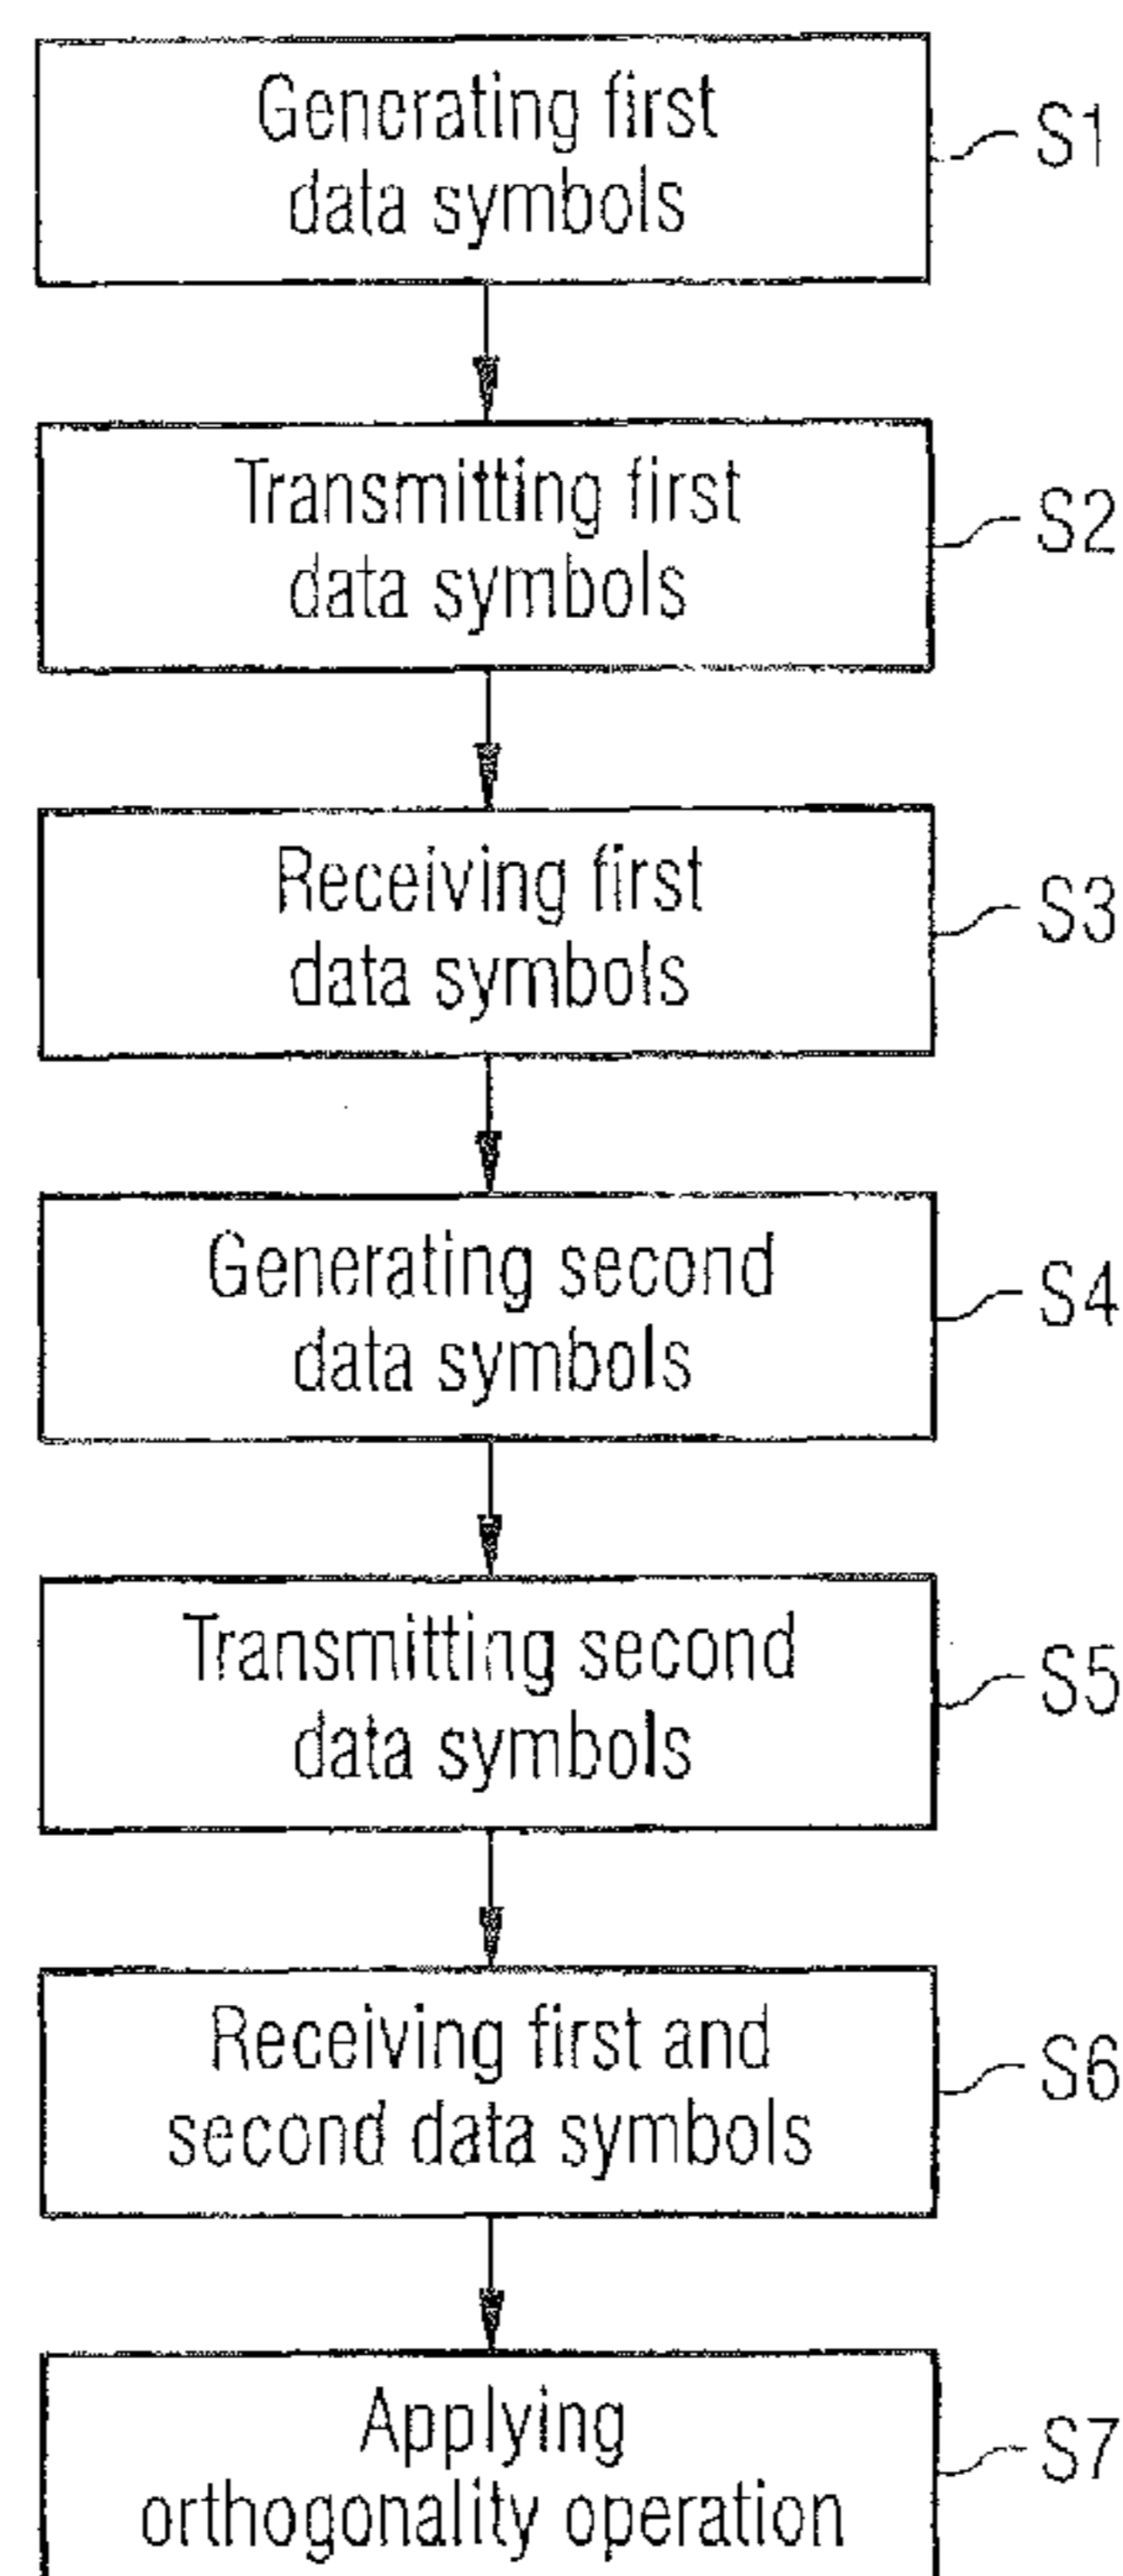 Generating first
data symbols
S1
Transmitting first
data symbols
S2
Receiving first
data symbols
S3
Generating second
data symbols
S4
Transmitting second
data symbols
S5
Receiving first and
second data symbols
S6
Applying
orthogonality operation
S7